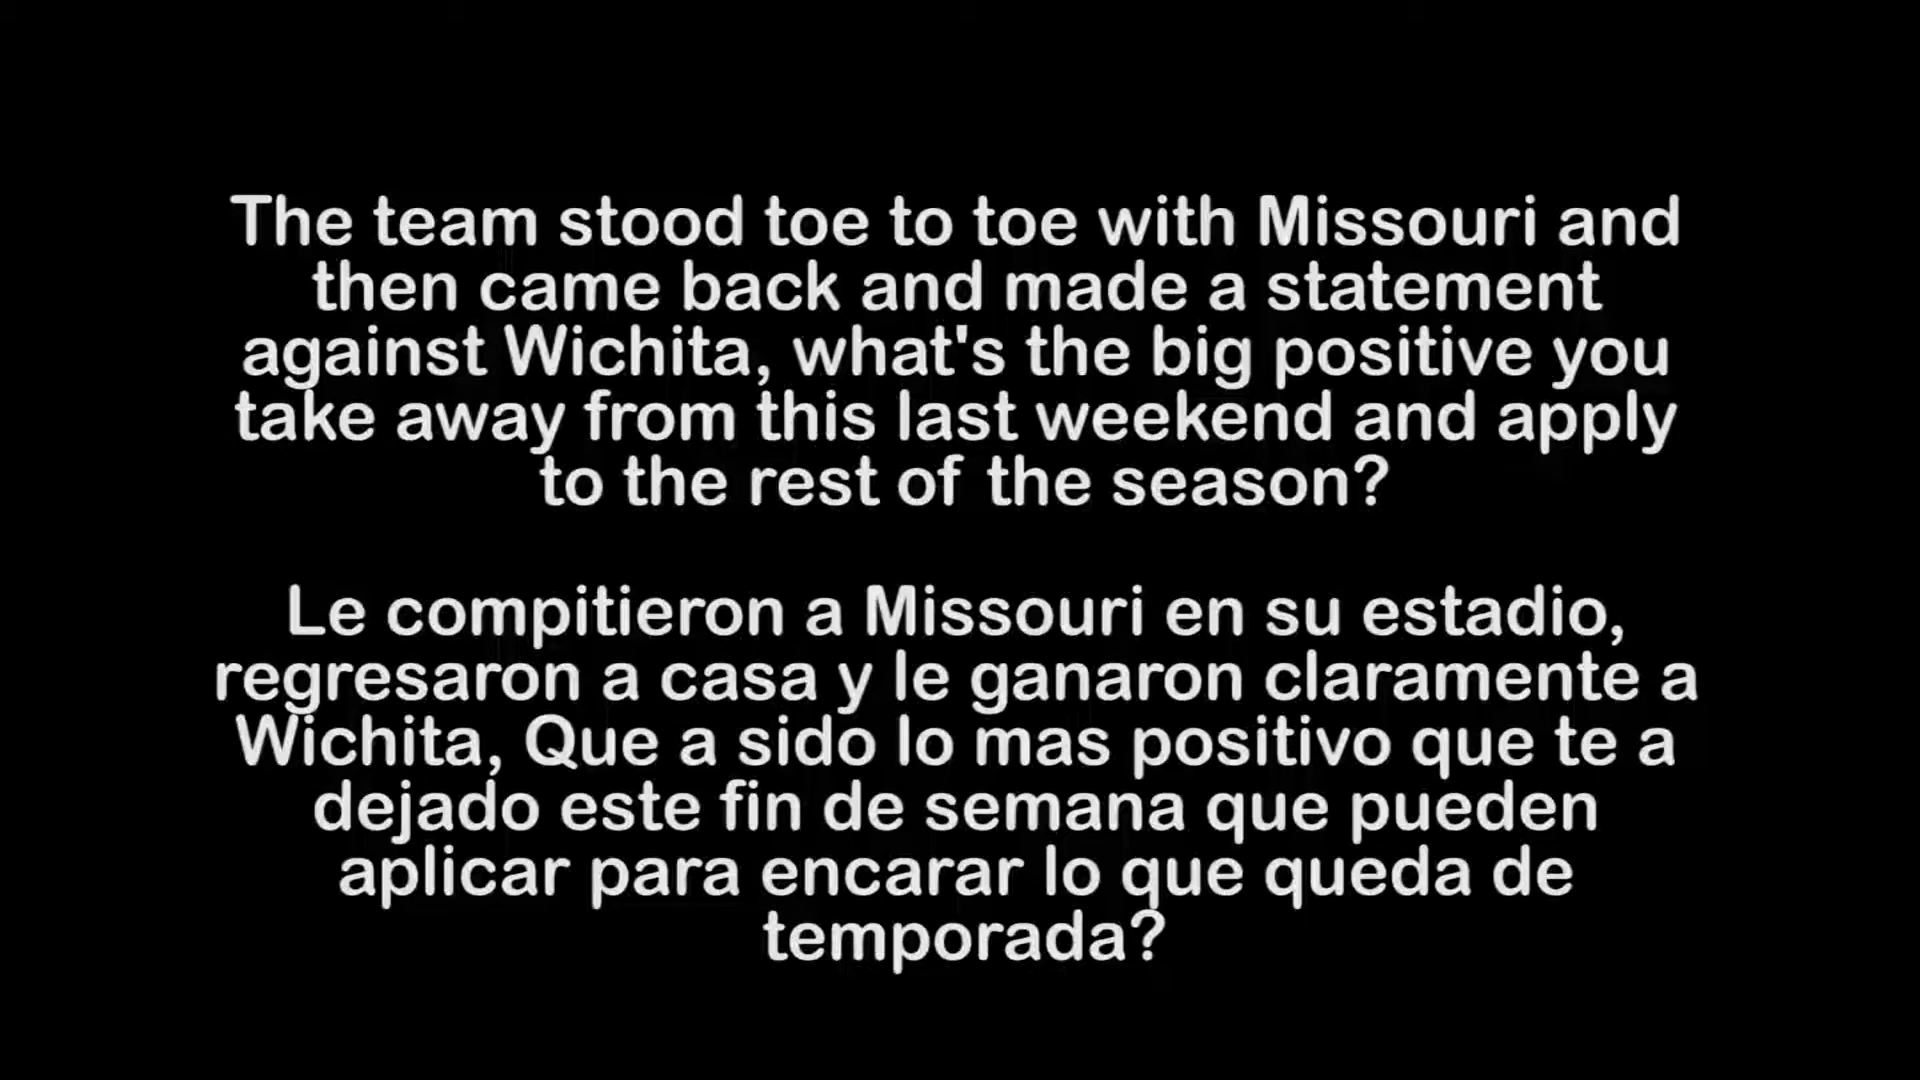 The team stood toe to toe with Missouri and
then came back and made a statement
against Wichita, what's the big positive you
take away from this last weekend and apply
to the rest of the season?
Le compitieron a Missouri en su estadio,
regresaron a casa y le ganaron claramente a
Wichita, Que a sido lo mas positivo que te a
dejado este fin de semana que pueden
aplicar para encarar lo que queda de
temporada?